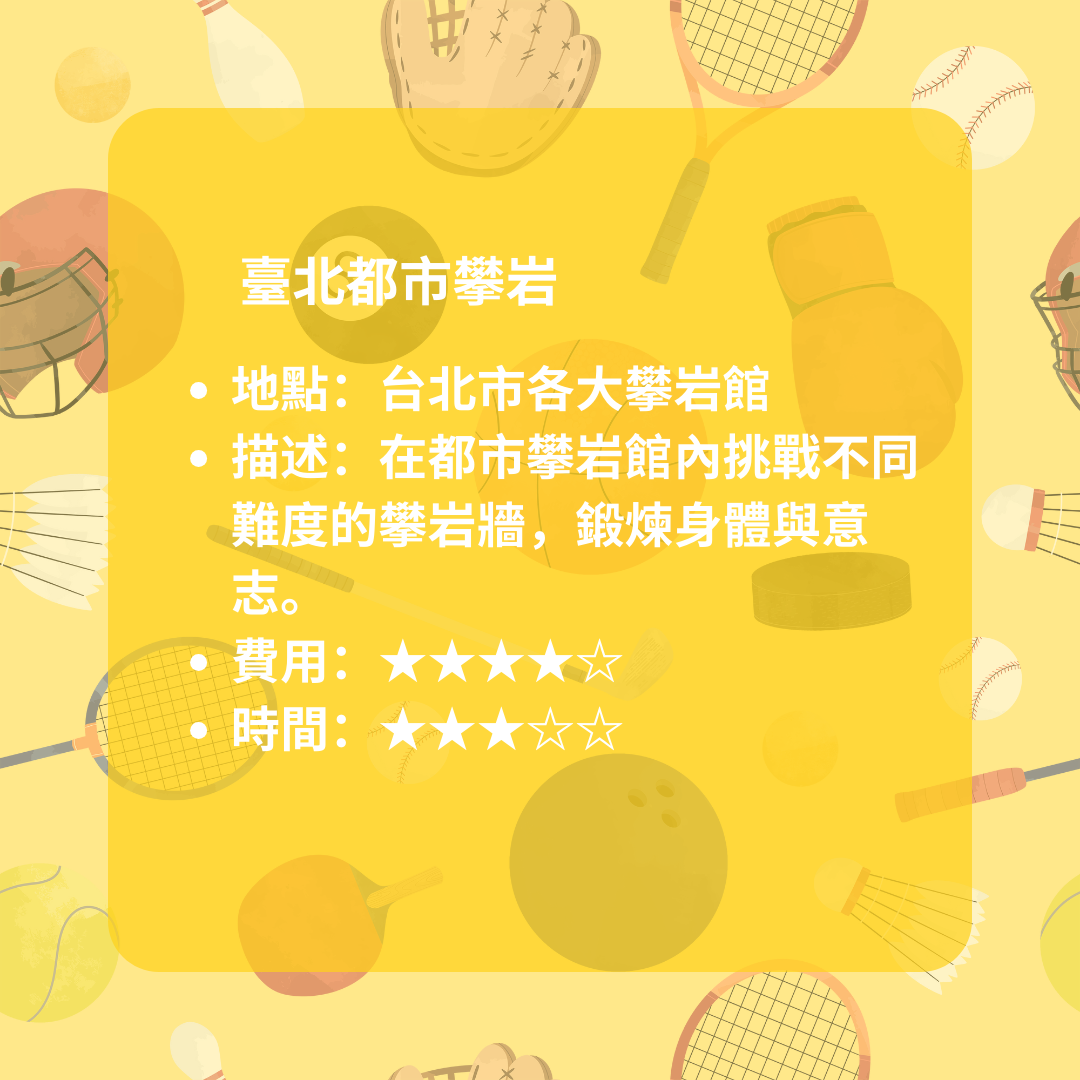 臺北都市攀岩
• 地點：台北市各大攀岩館
• 描述：在都市攀岩館內挑戰不同
難度的攀岩牆，鍛煉身體與意
志。
• 費用：★★★★☆
• 時間：★★★☆☆